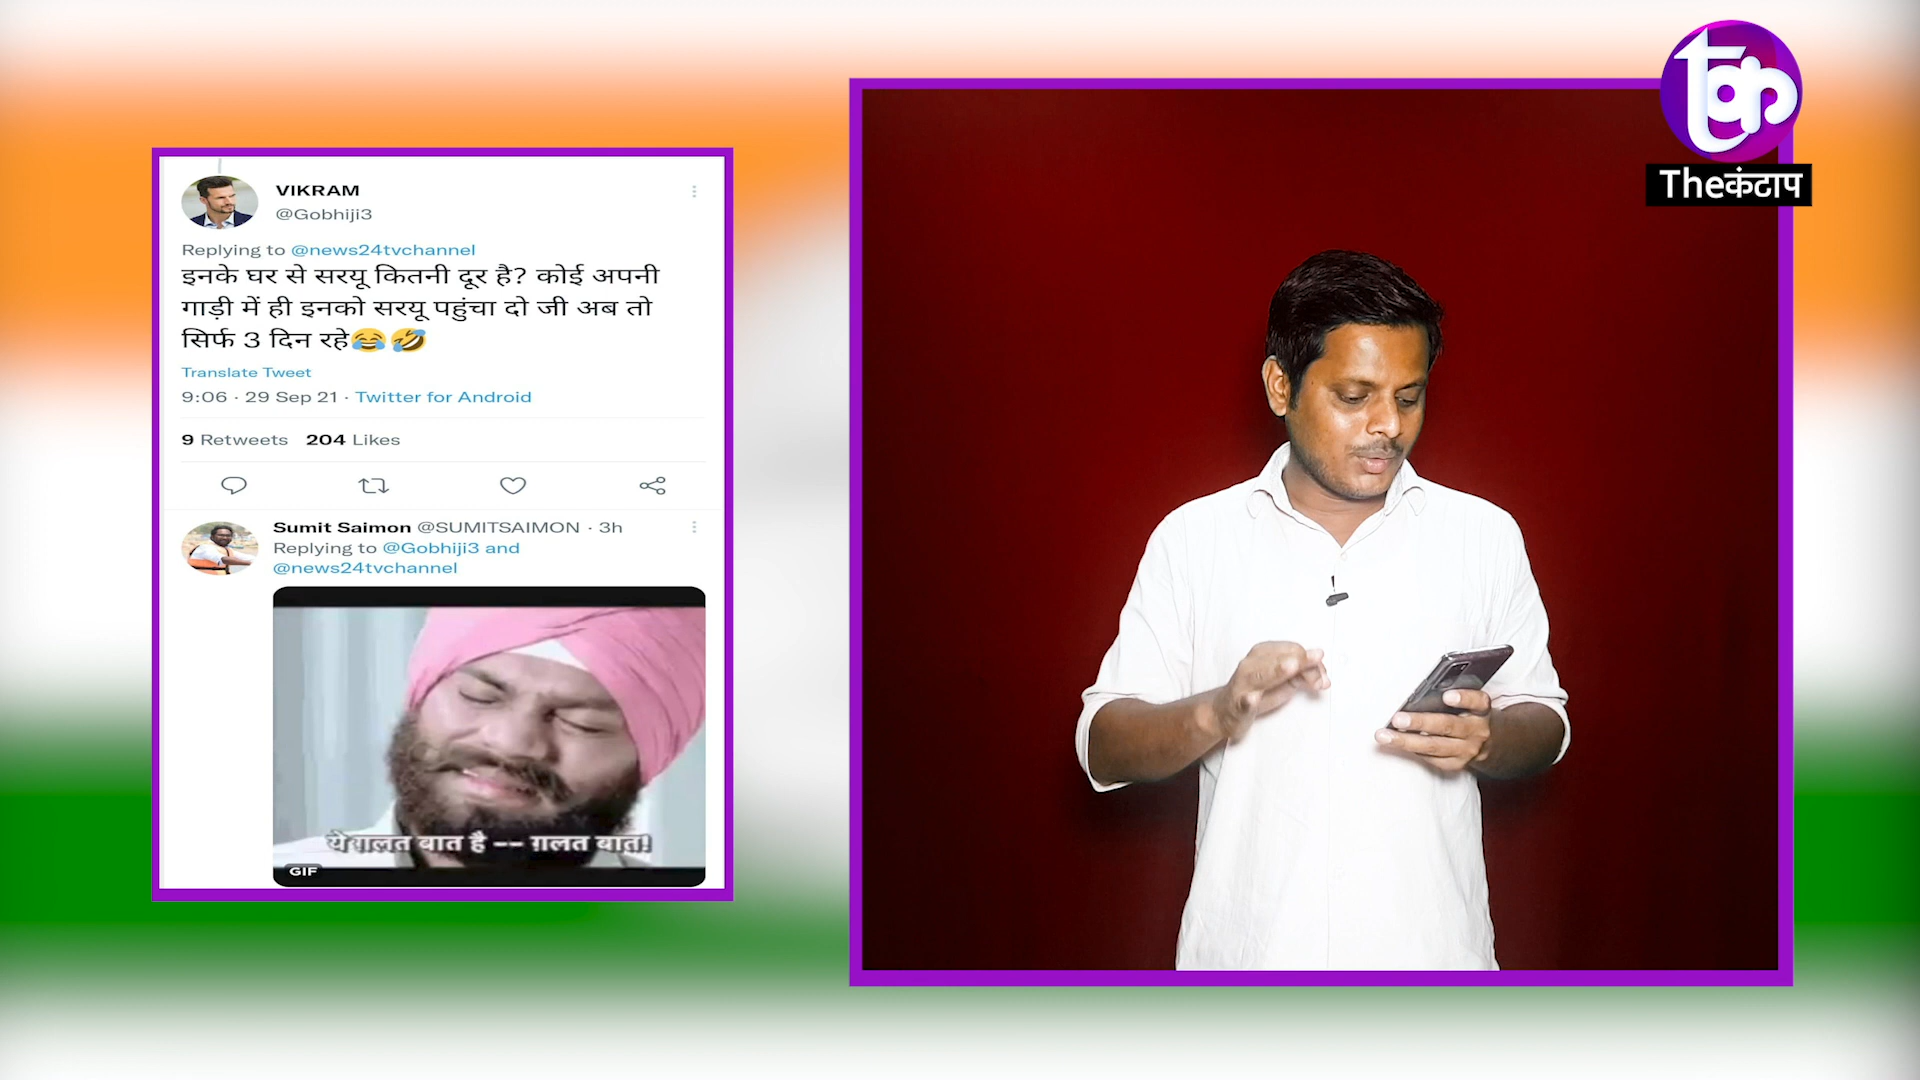 VIKRAM
@Gobhiji3
Replying to @news24tvchannel
इनके घर से सरयू कितनी दूर है? कोई अपनी
गाड़ी में ही इनको सरयू पहुंचा दो जी अब तो
सिर्फ 3 दिन रहे😂🤣
Translate Tweet
9:06 · 29 Sep 21 · Twitter for Android
9 Retweets 204 Likes
Sumit Saimon @SUMITSAIMON · 3h
Replying to @Gobhiji3 and
@news24tvchannel
ये ग़लत बात है -- ग़लत बात!
GIF
तक
Theकंटाप